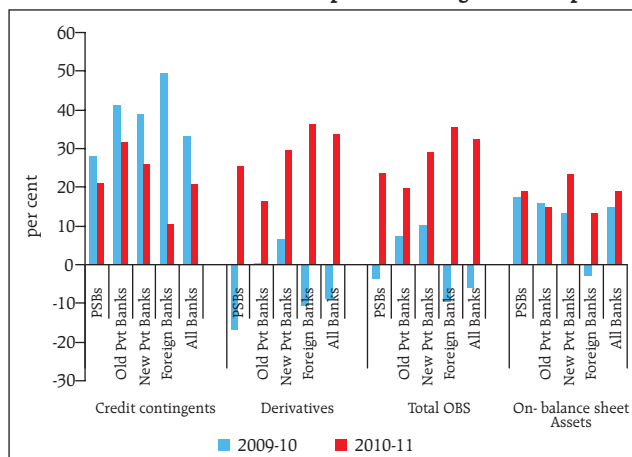 60
50
40
30
20
10
0
-10
-20
-30
per cent
PSBs
Old Pvt Banks
New Pvt Banks
Foreign Banks
All Banks
PSBs
Old Pvt Banks
New Pvt Banks
Foreign Banks
All Banks
PSBs
Old Pvt Banks
New Pvt Banks
Foreign Banks
All Banks
PSBs
Old Pvt Banks
New Pvt Banks
Foreign Banks
All Banks
Credit contingents
Derivatives
Total OBS
On- balance sheet
Assets
2009-10
2010-11